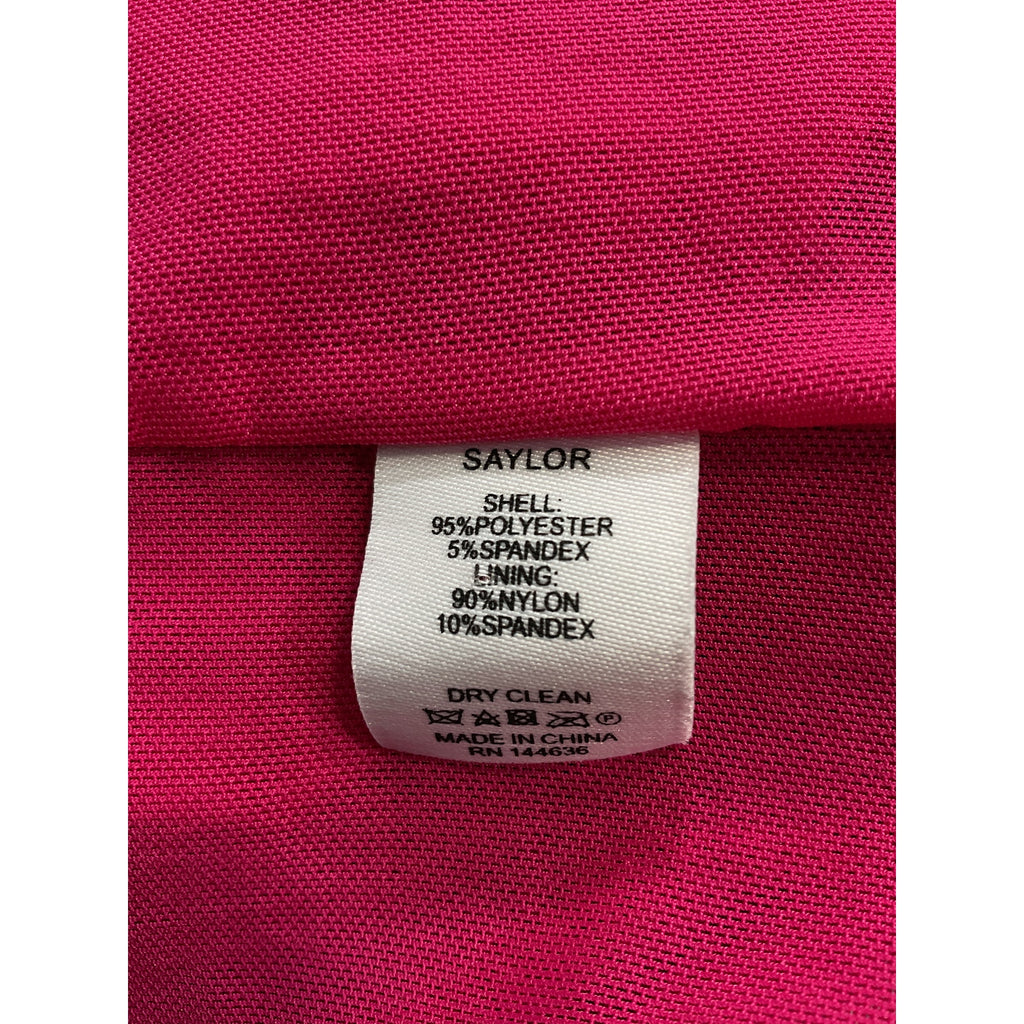 SAYLOR
SHELL:
95%POLYESTER
5%SPANDEX
LINING:
90%NYLON
10%SPANDEX
DRY CLEAN
P
MADE IN CHINA
RN 144636